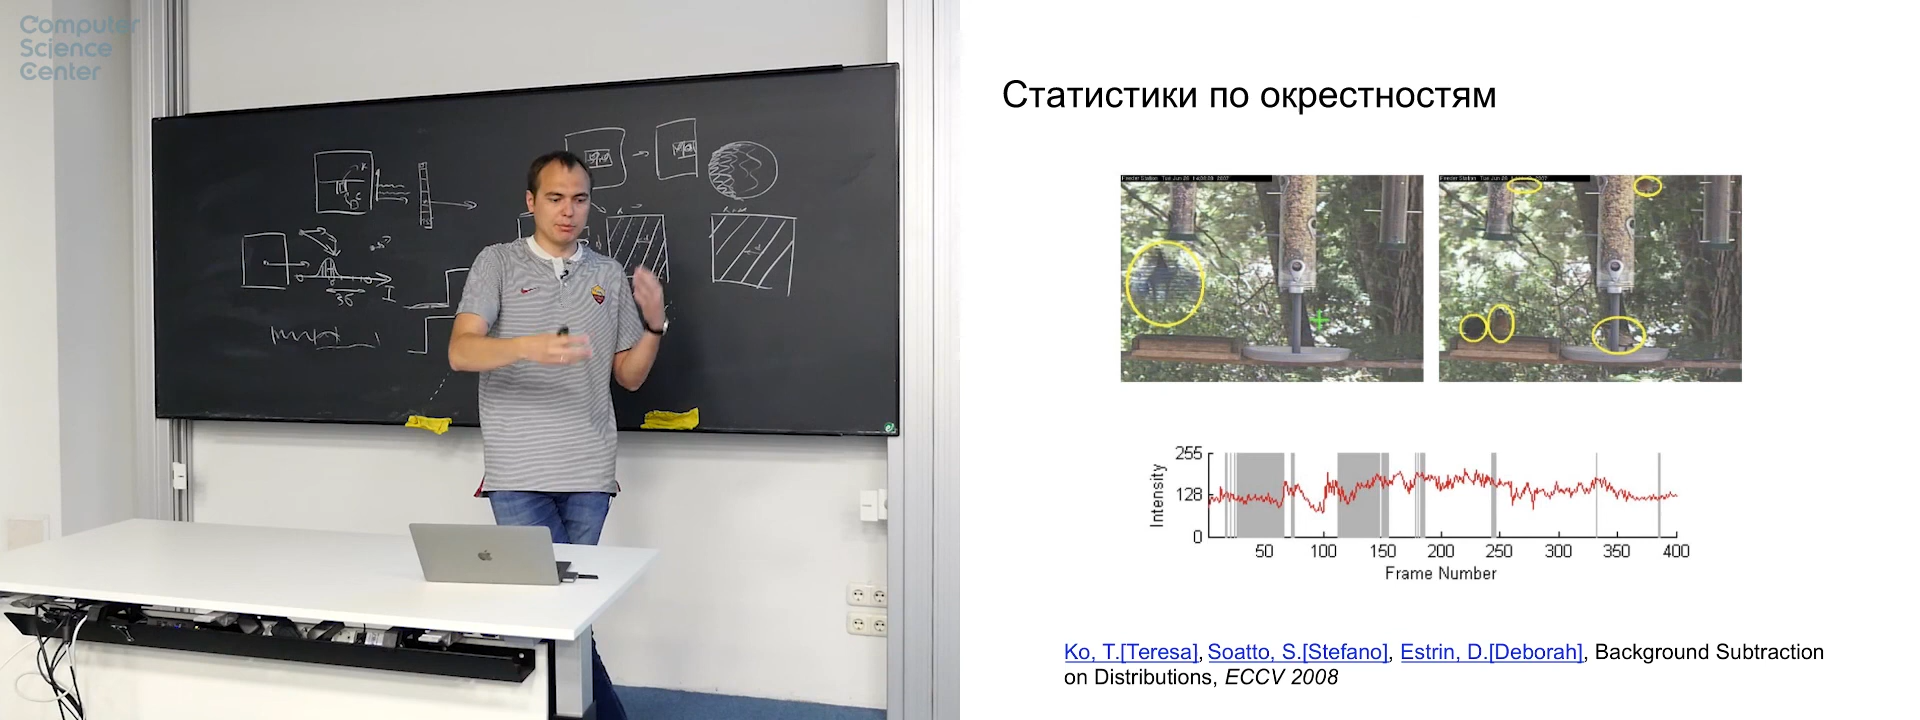 Computer
Science
Center
3σ
I
Статистики по окрестностям
255
128
0
Intensity
50 100 150 200 250 300 350 400
Frame Number
Ko, T.[Teresa], Soatto, S.[Stefano], Estrin, D.[Deborah], Background Subtraction
on Distributions, ECCV 2008